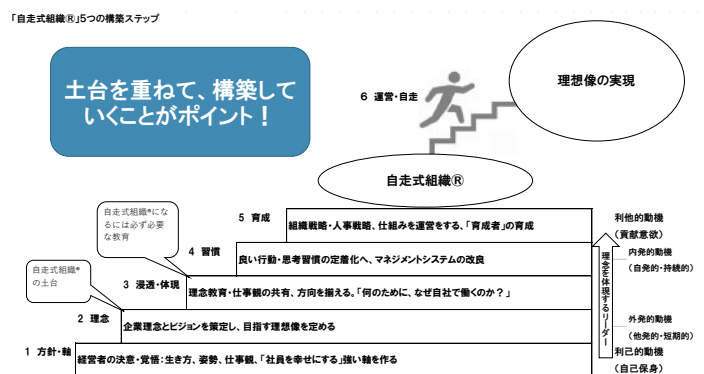 「自走式組織Ⓡ」5つの構築ステップ
土台を重ねて、構築して
いくことがポイント！
理想像の実現
6 運営・自走
自走式組織Ⓡ
自走式組織®にな
るには必ず必要
な教育
5 育成
組織戦略・人事戦略、仕組みを運営をする、「育成者」の育成
利他的動機
（貢献意欲）
4 習慣
良い行動・思考習慣の定着化へ、マネジメントシステムの改良
内発的動機
（自発的・持続的）
自走式組織®
の土台
3 浸透・体現
理念教育・仕事観の共有、方向を揃える。「何のために、なぜ自社で働くのか？」
理念を体現するリーダー
2 理念
企業理念とビジョンを策定し、目指す理想像を定める
外発的動機
（他発的・短期的）
1 方針・軸
経営者の決意・覚悟：生き方、姿勢、仕事観、「社員を幸せにする」強い軸を作る
利己的動機
（自己保身）